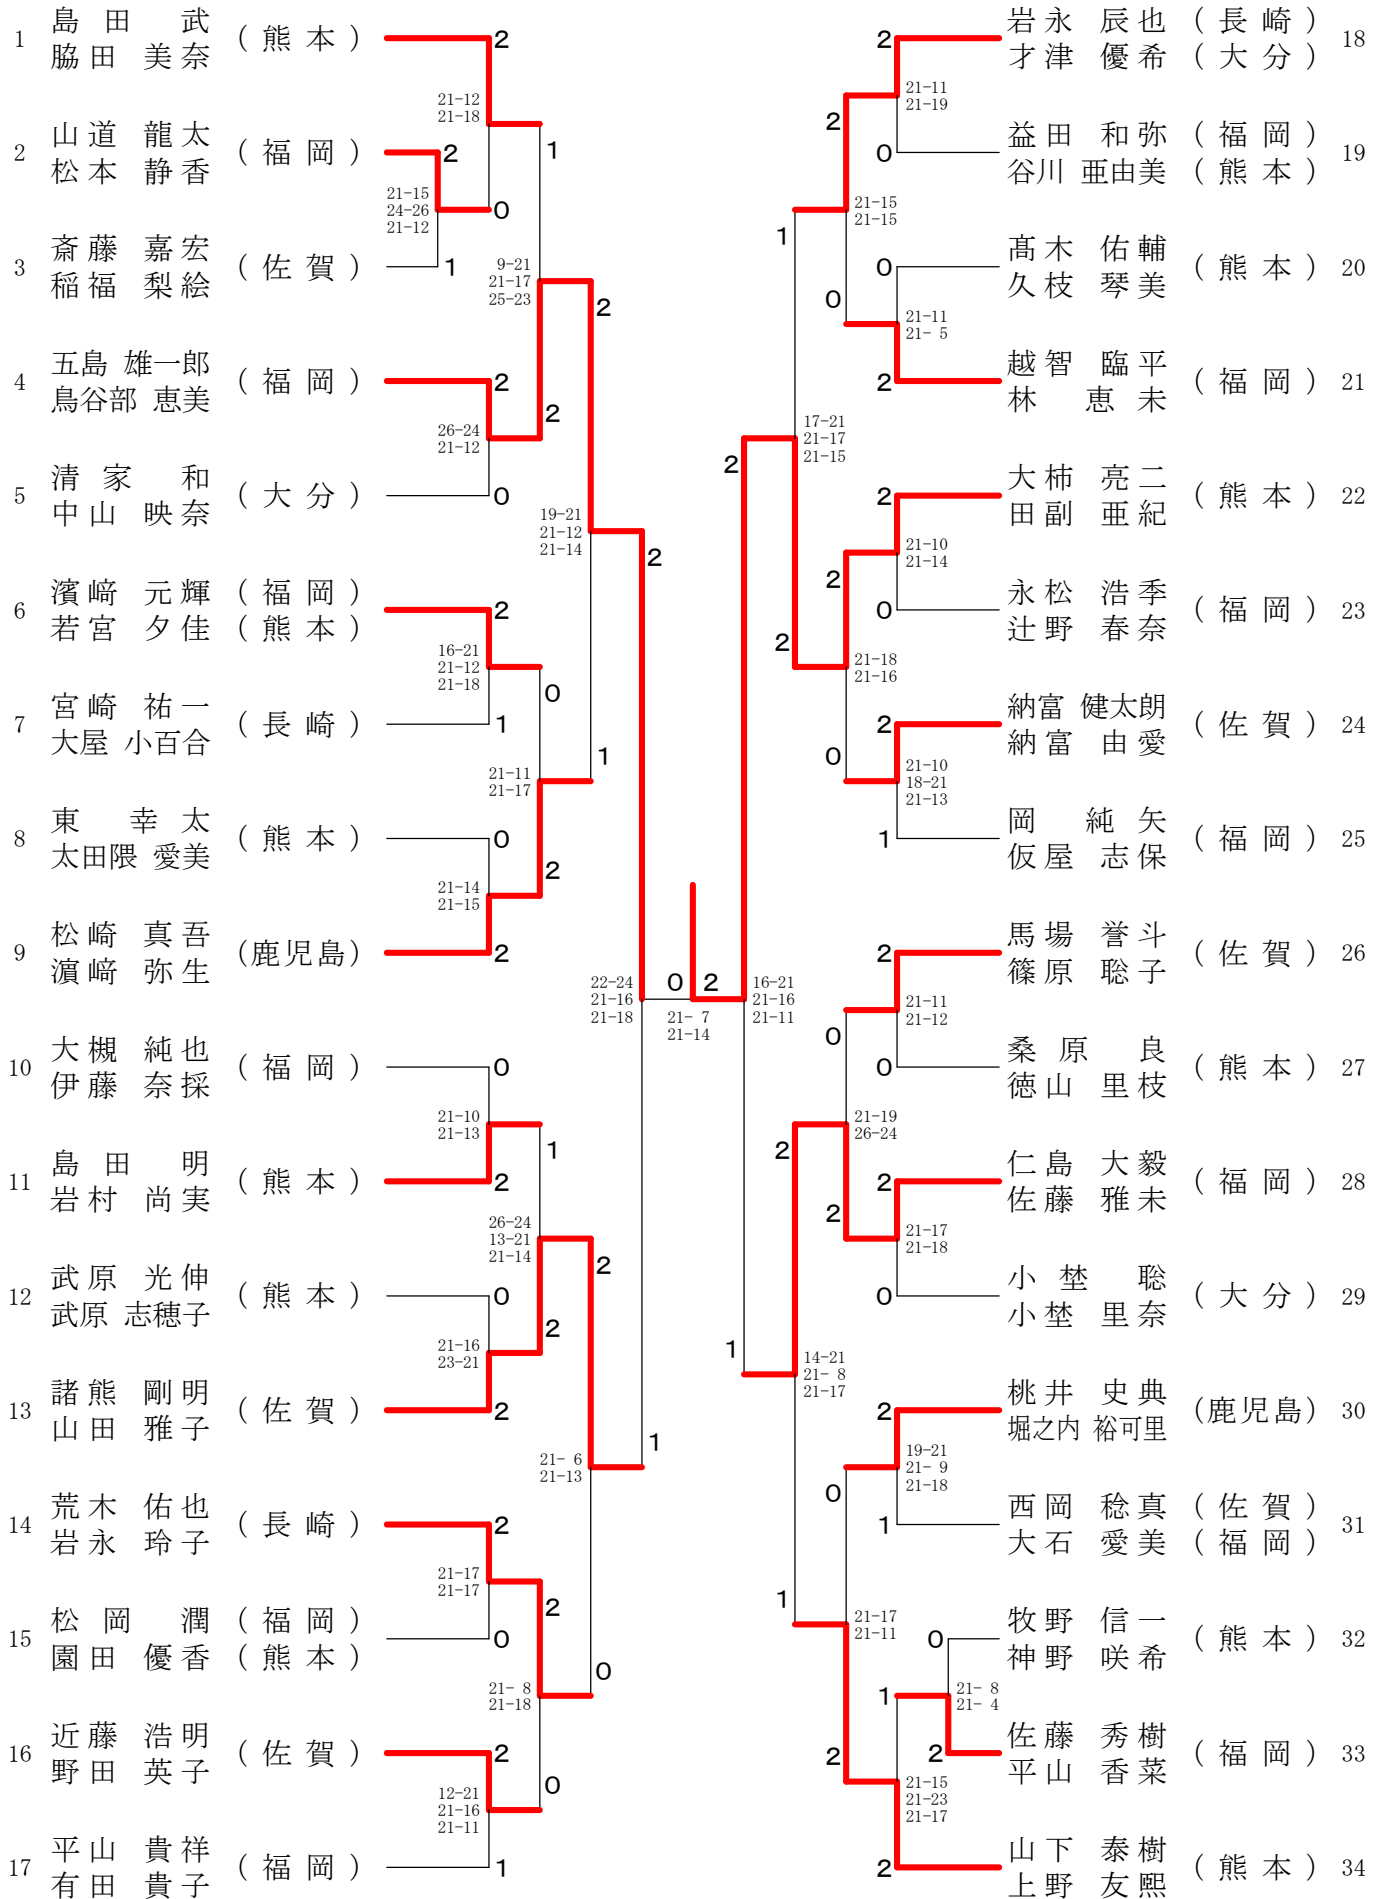 1 島田 武 (熊本) 2
脇田 美奈
21-12
21-18
1
2 山道 龍太 (福岡) 2
松本 静香
21-15
24-26
21-12
0
3 斎藤 嘉宏 (佐賀) 1
稲福 梨絵
9-21
21-17
25-23
2
4 五島 雄一郎 (福岡) 2
鳥谷部 恵美
26-24
21-12
2
5 清家 和 (大分) 0
中山 映奈
19-21
21-12
21-14
2
6 濱﨑 元輝 (福岡) 2
若宮 夕佳 (熊本)
16-21
21-12
21-18
0
7 宮崎 祐一 (長崎) 1
大屋 小百合
21-11
21-17
1
8 東 幸太 (熊本) 0
太田隈 愛美
21-14
21-15
2
9 松崎 真吾 (鹿児島) 2
濵﨑 弥生
22-24
21-16
21-18
0 2
21- 7
21-14
10 大槻 純也 (福岡) 0
伊藤 奈採
21-10
21-13
1
11 島田 明 (熊本) 2
岩村 尚実
26-24
13-21
21-14
2
12 武原 光伸 (熊本) 0
武原 志穂子
21-16
23-21
2
13 諸熊 剛明 (佐賀) 2
山田 雅子
21- 6
21-13
1
14 荒木 佑也 (長崎) 2
岩永 玲子
21-17
21-17
2
15 松岡 潤 (福岡) 0
園田 優香 (熊本)
21- 8
21-18
0
16 近藤 浩明 (佐賀) 2
野田 英子
12-21
21-16
21-11
0
17 平山 貴祥 (福岡) 1
有田 貴子
2 岩永 辰也 (長崎) 18
才津 優希 (大分)
21-11
21-19
2
0 益田 和弥 (福岡) 19
谷川 亜由美 (熊本)
21-15
21-15
1
0 髙木 佑輔 (熊本) 20
久枝 琴美
21-11
21- 5
0
2 越智 臨平 (福岡) 21
林 恵未
17-21
21-17
21-15
2
2 大柿 亮二 (熊本) 22
田副 亜紀
21-10
21-14
2
0 永松 浩季 (福岡) 23
辻野 春奈
21-18
21-16
2
2 納富 健太朗 (佐賀) 24
納富 由愛
21-10
18-21
21-13
0
1 岡 純矢 (福岡) 25
仮屋 志保
2 馬場 誉斗 (佐賀) 26
篠原 聡子
16-21
21-16
21-11
21-11
21-12
0
0 桑原 良 (熊本) 27
徳山 里枝
21-19
26-24
2
2 仁島 大毅 (福岡) 28
佐藤 雅未
21-17
21-18
2
0 小埜 聡 (大分) 29
小埜 里奈
1
14-21
21- 8
21-17
2 桃井 史典 (鹿児島) 30
堀之内 裕可里
19-21
21- 9
21-18
0
1 西岡 稔真 (佐賀) 31
大石 愛美 (福岡)
21-17
21-11
1
0 牧野 信一 (熊本) 32
神野 咲希
21- 8
21- 4
1
2 佐藤 秀樹 (福岡) 33
平山 香菜
21-15
21-23
21-17
2
2 山下 泰樹 (熊本) 34
上野 友熙